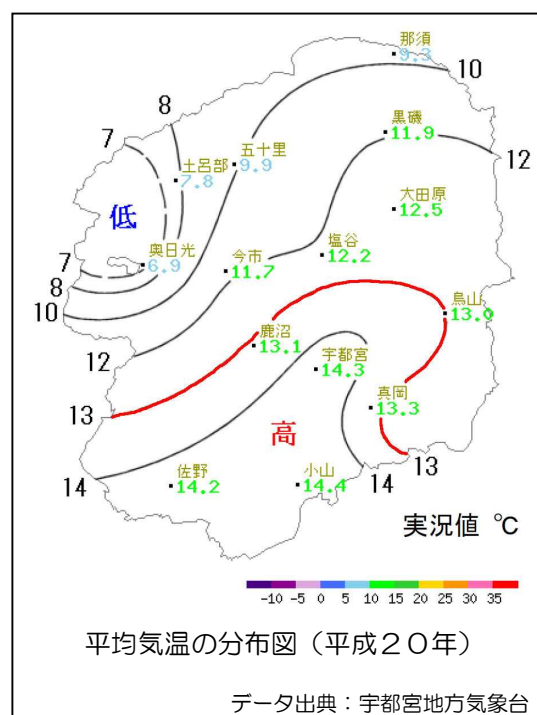 那須
9.3
10
8
黒磯
11.9
7
五十里
9.9
土呂部
7.8
12
大田原
12.5
低
塩谷
12.2
奥日光
6.9
今市
11.7
7
8
10
烏山
13.0
鹿沼
13.1
12
宇都宮
14.3
真岡
13.3
13
高
13
佐野
14.2
小山
14.4
14
14
実況値 ℃
-10 -5 0 5 10 15 20 25 30 35
平均気温の分布図(平成20年)
データ出典:宇都宮地方気象台